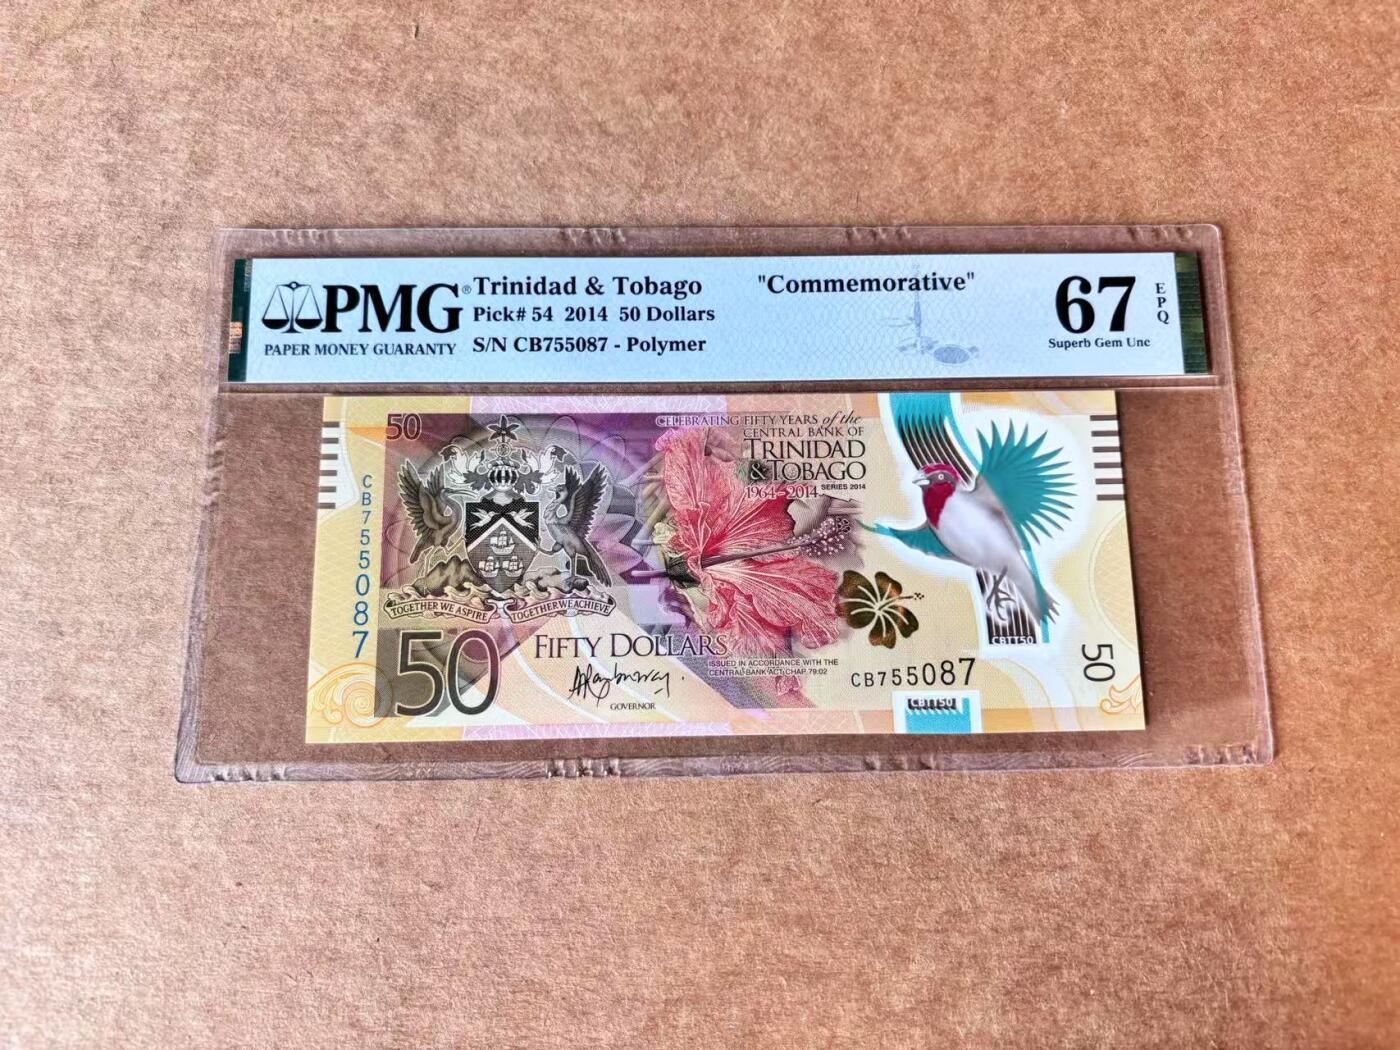 PMG®
PAPER MONEY GUARANTY
Trinidad & Tobago
Pick# 54 2014 50 Dollars
S/N CB755087 - Polymer
"Commemorative"
67
EPQ
Superb Gem Unc
50
CB755087
CELEBRATING FIFTY YEARS of the
CENTRAL BANK OF
TRINIDAD
& TOBAGO
1964-2014 SERIES 2014
TOGETHER WE ASPIRE
TOGETHER WE ACHIEVE
50
FIFTY DOLLARS
ISSUED IN ACCORDANCE WITH THE
CENTRAL BANK ACT CHAP. 79:02
GOVERNOR
CB755087
CBTT50
CBTT50
50